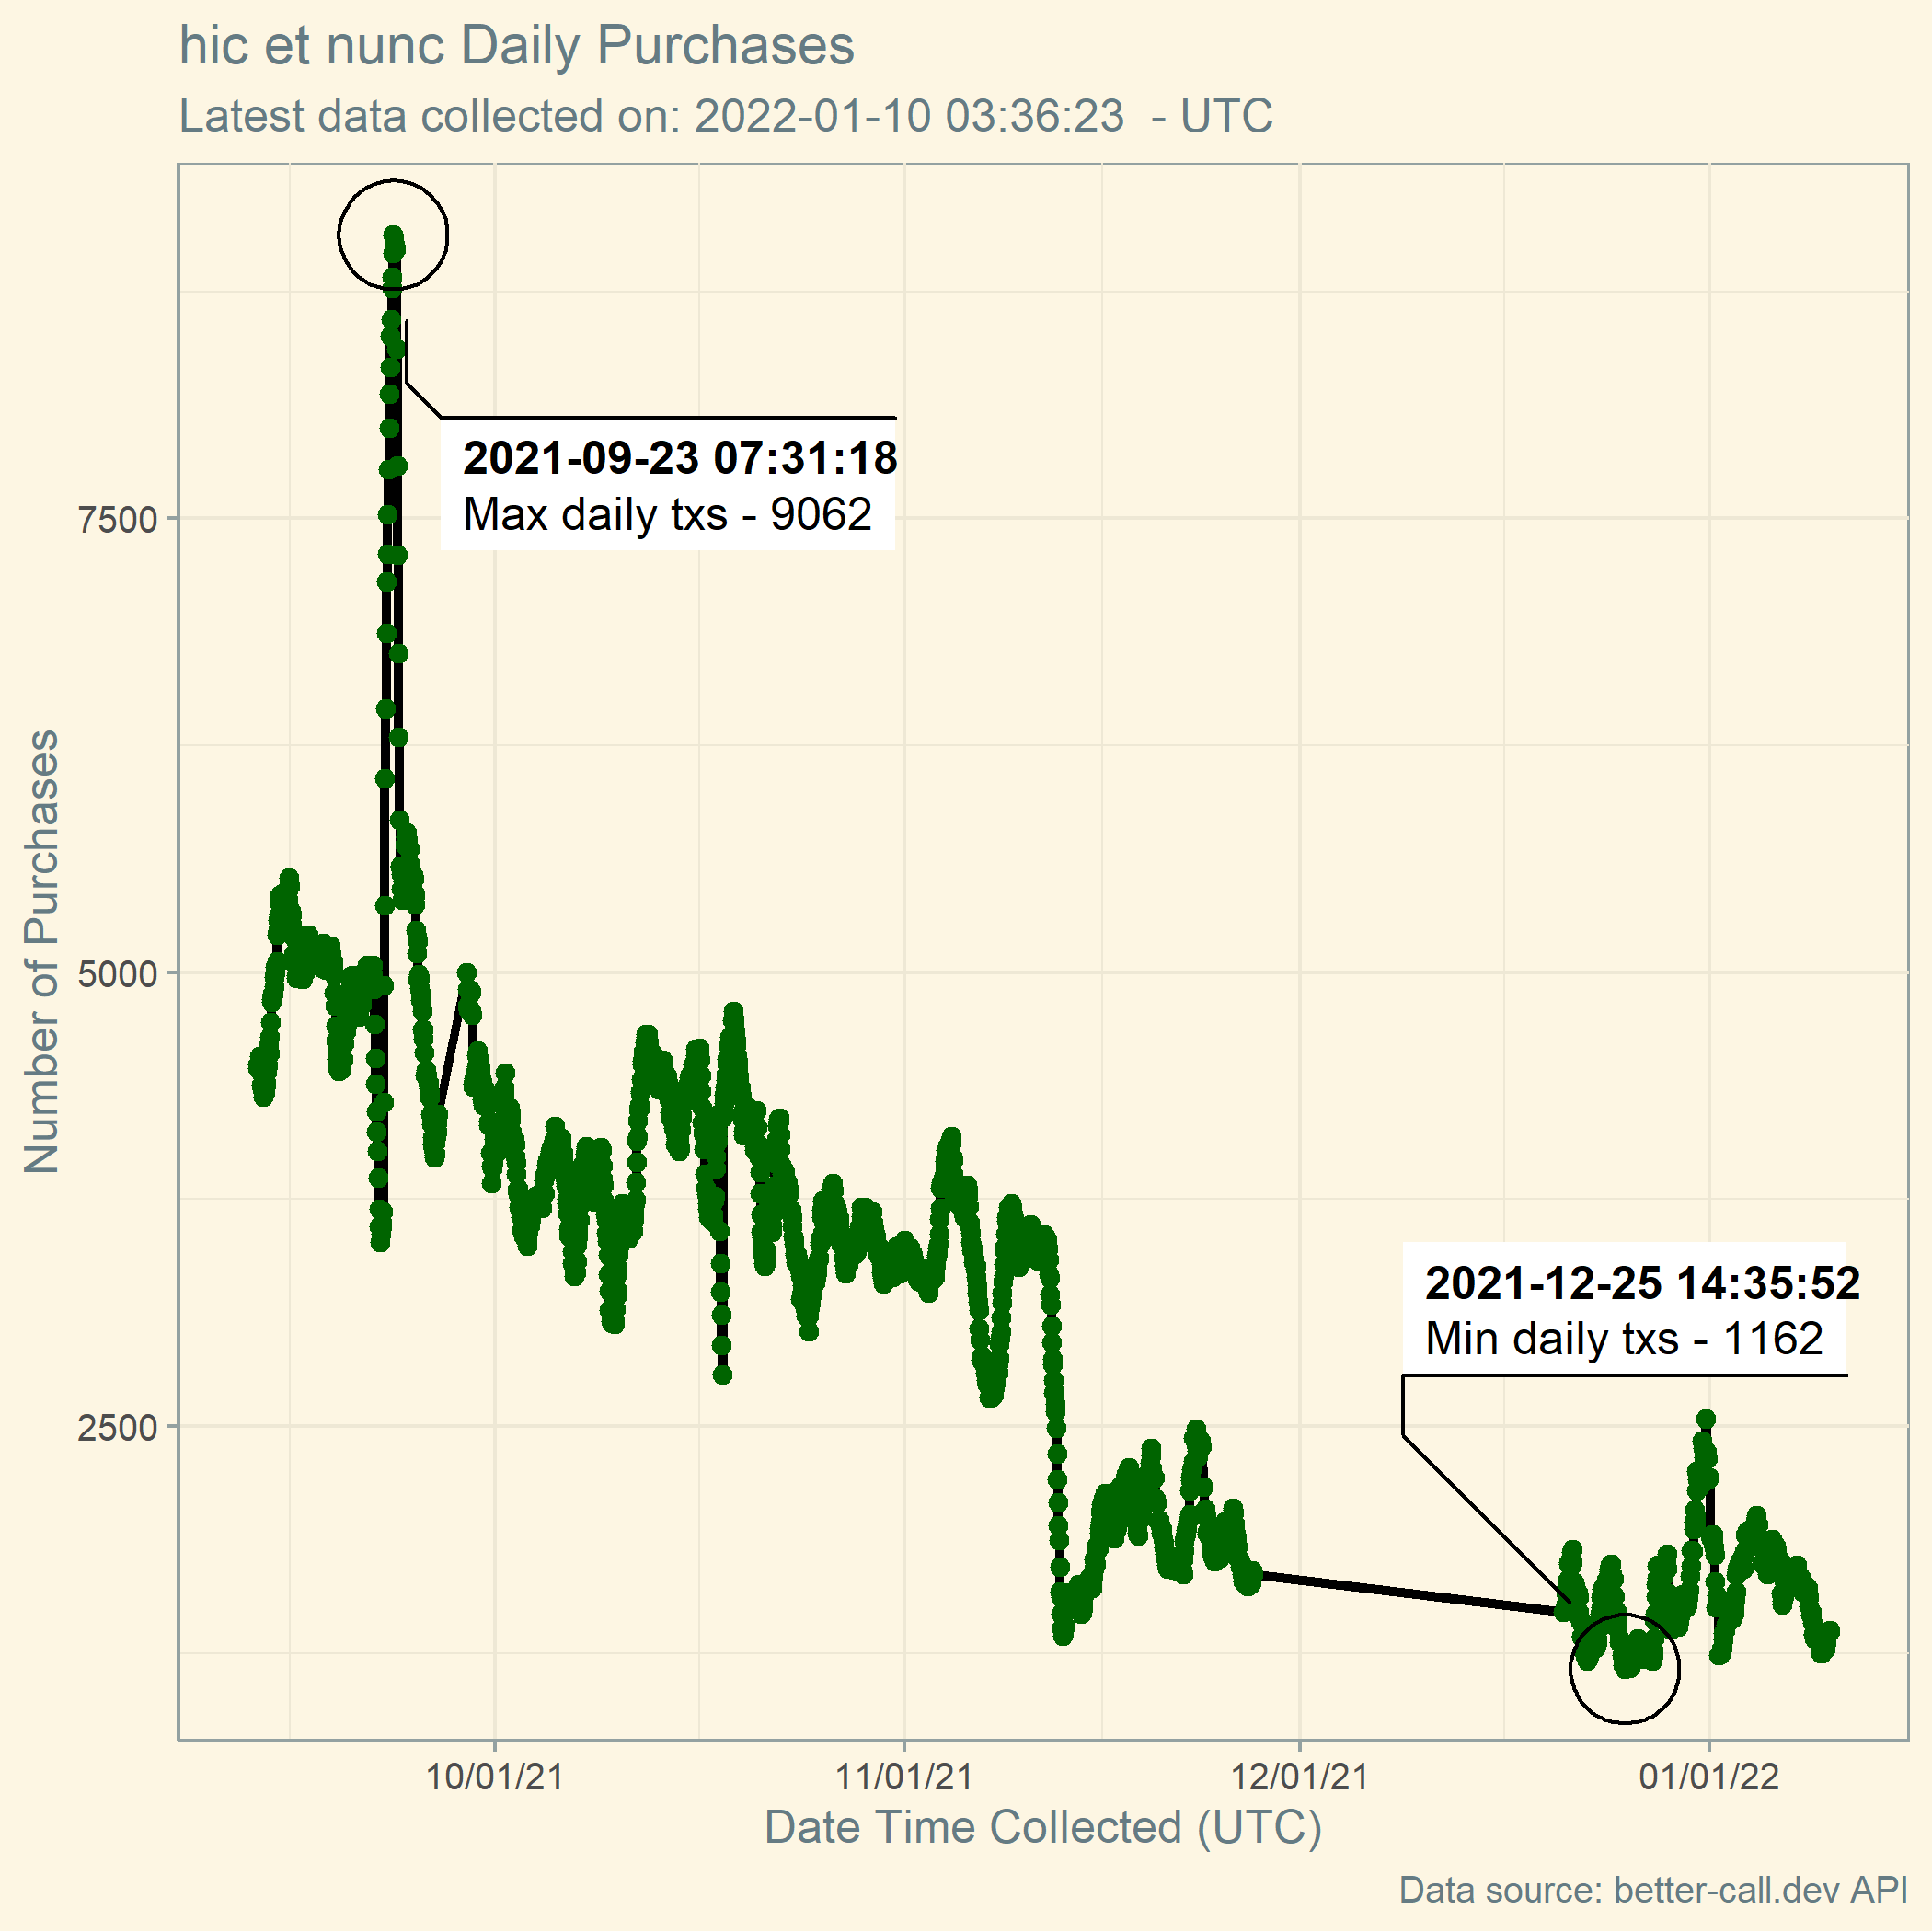 hic et nunc Daily Purchases
Latest data collected on: 2022-01-10 03:36:23  - UTC
Number of Purchases
7500
5000
2500
2021-09-23 07:31:18
Max daily txs - 9062
2021-12-25 14:35:52
Min daily txs - 1162
10/01/21
11/01/21
12/01/21
01/01/22
Date Time Collected (UTC)
Data source: better-call.dev API